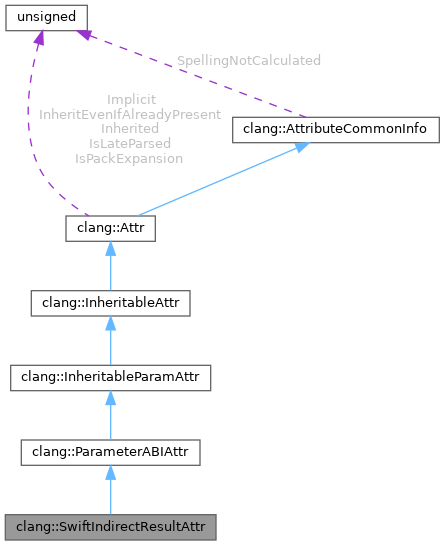 unsigned
SpellingNotCalculated
Implicit
InheritEvenIfAlreadyPresent
Inherited
IsLateParsed
IsPackExpansion
clang::AttributeCommonInfo
clang::Attr
clang::InheritableAttr
clang::InheritableParamAttr
clang::ParameterABIAttr
clang::SwiftIndirectResultAttr